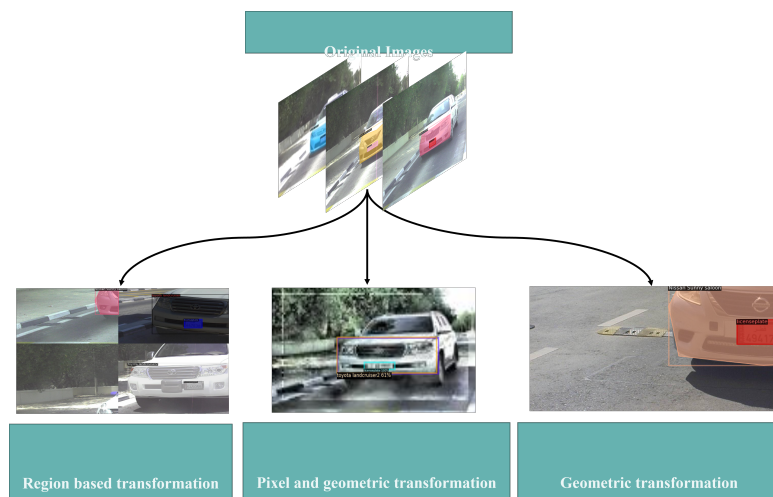 Original Images
Nissan Sunny saloon
licenseplate
toyota landcruiser2 61%
Region based transformation
Pixel and geometric transformation
Geometric transformation